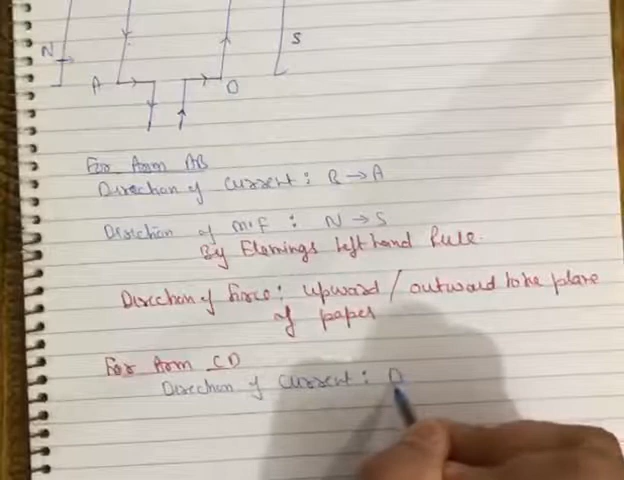 N
S
A
D
For Arm AB
Direction of current : B → A
Direction of M.F : N → S
By Flemings left hand Rule.
Direction of Force : upward / outward to the plane
of paper
For Arm CD
Direction of current : D